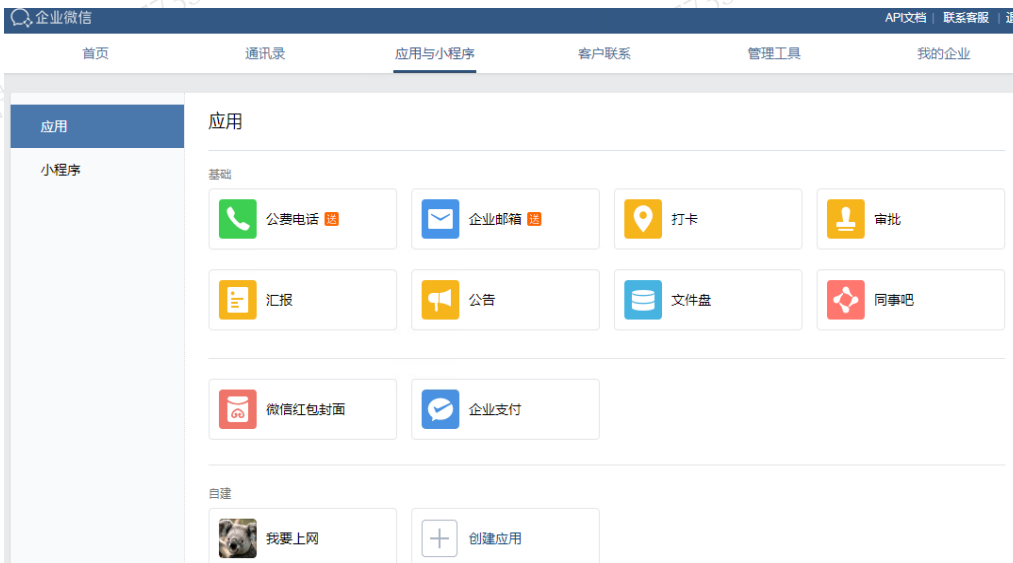 企业微信 API文档 | 联系客服 |
首页 通讯录 应用与小程序 客户联系 管理工具 我的企业
应用
小程序
应用
基础
公费电话 送 企业邮箱 送 打卡 审批
汇报 公告 文件盘 同事吧
微信红包封面 企业支付
自建
我要上网 创建应用